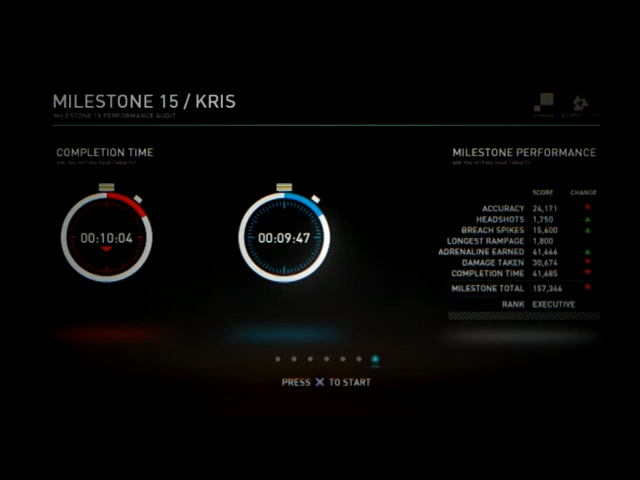 MILESTONE 15 / KRIS
MILESTONE 15 PERFORMANCE AUDIT
COMPLETION TIME
ARE YOU HITTING YOUR TARGETS?
00:10:04
00:09:47
MILESTONE PERFORMANCE
ARE YOU HITTING YOUR TARGETS?
SCORE CHANGE
ACCURACY 24,171
HEADSHOTS 1,750
BREACH SPIKES 15,600
LONGEST RAMPAGE 1,800
ADRENALINE EARNED 41,666
DAMAGE TAKEN 30,674
COMPLETION TIME 41,685
MILESTONE TOTAL 157,346
RANK EXECUTIVE
PRESS X TO START